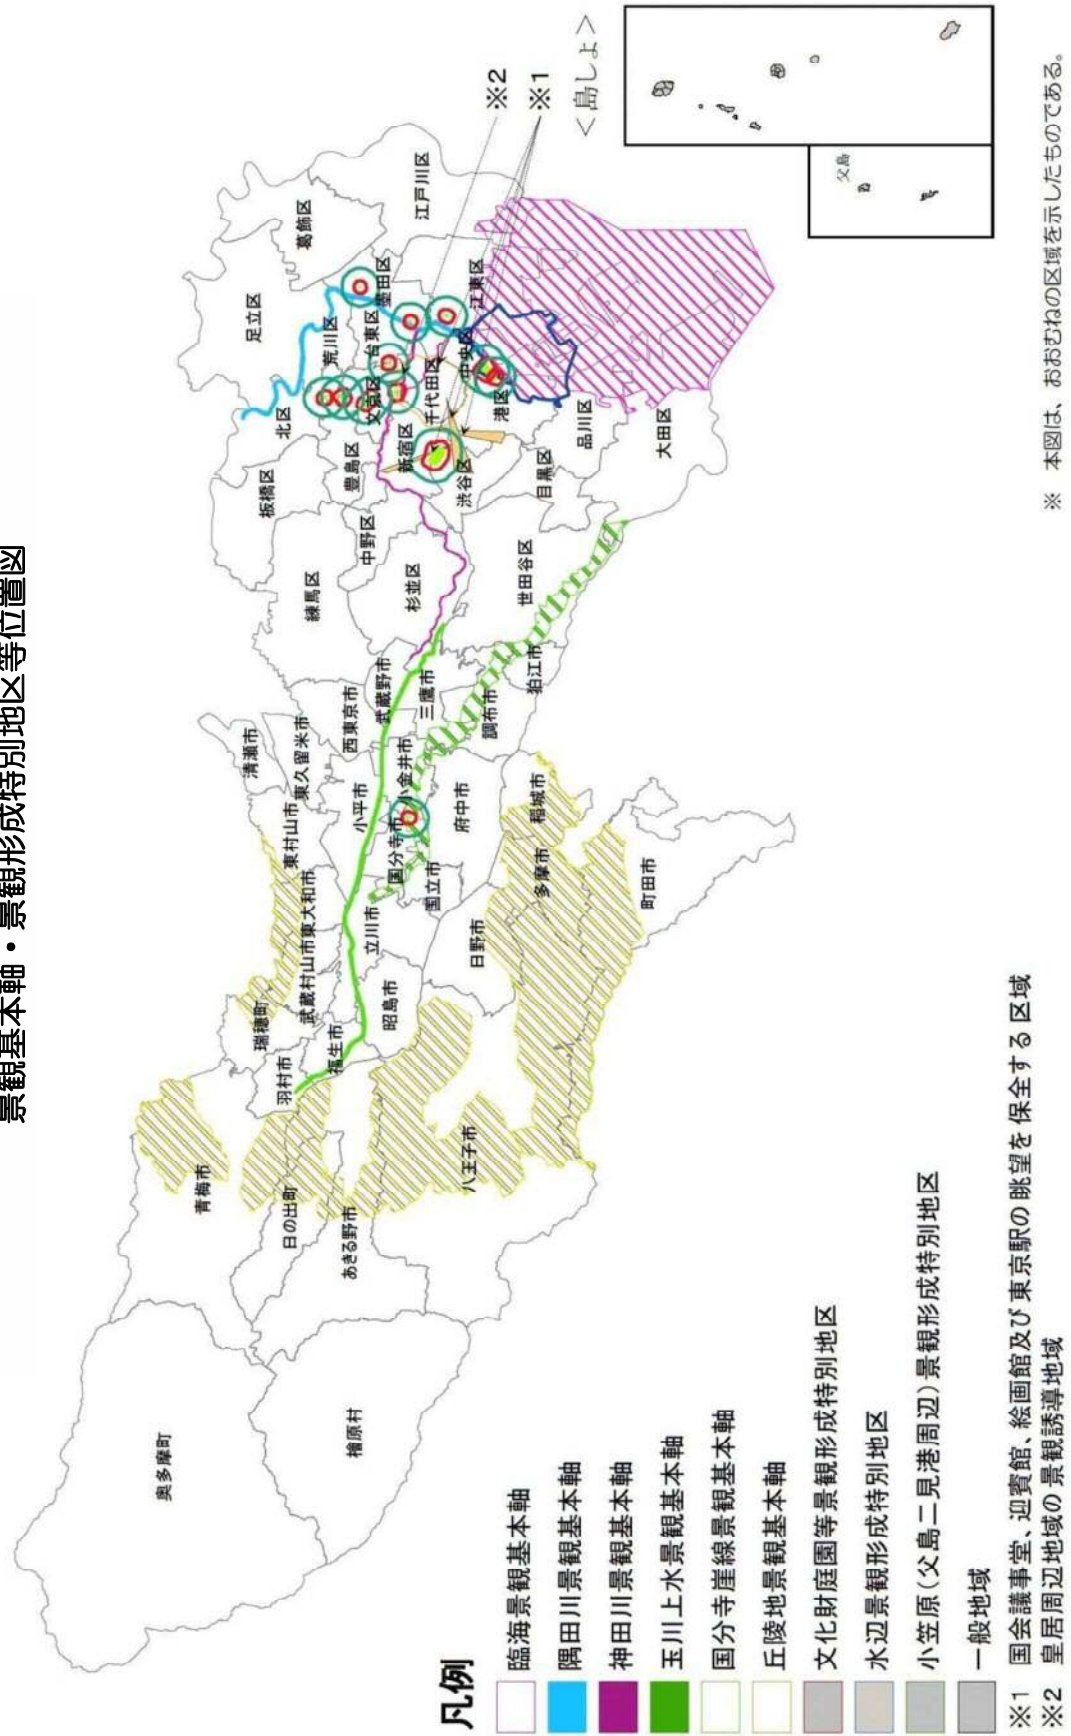 景観基本軸・景観形成特別地区等位置図
奥多摩町
檜原村
青梅市
日の出町
あきる野市
八王子市
羽村市
瑞穂町
福生市
武蔵村山市
東大和市
昭島市
立川市
日野市
東村山市
東久留米市
清瀬市
小平市
国分寺市
国立市
小金井市
府中市
多摩市
稲城市
町田市
西東京市
武蔵野市
三鷹市
調布市
狛江市
練馬区
杉並区
世田谷区
中野区
板橋区
豊島区
新宿区
渋谷区
目黒区
北区
文京区
千代田区
港区
品川区
大田区
足立区
荒川区
台東区
墨田区
中央区
江東区
葛飾区
江戸川区
※2
※1
<島しょ>
父島
凡例
臨海景観基本軸
隅田川景観基本軸
神田川景観基本軸
玉川上水景観基本軸
国分寺崖線景観基本軸
丘陵地景観基本軸
文化財庭園等景観形成特別地区
水辺景観形成特別地区
小笠原(父島二見港周辺)景観形成特別地区
一般地域
※1 国会議事堂、迎賓館、絵画館及び東京駅の眺望を保全する区域
※2 皇居周辺地域の景観誘導地域
※ 本図は、おおむねの区域を示したものである。